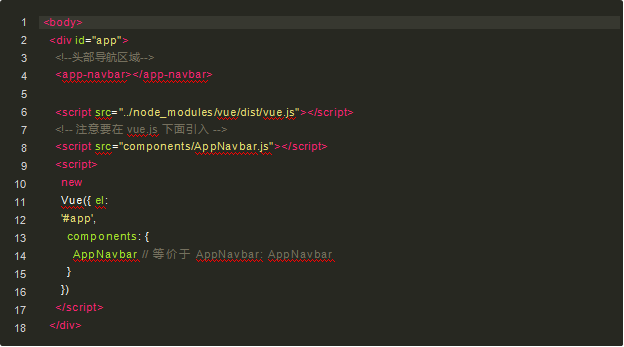 1 <body>
2 <div id="app">
3 <!--头部导航区域-->
4 <app-navbar></app-navbar>
5
6 <script src="../node_modules/vue/dist/vue.js"></script>
7 <!-- 注意要在 vue.js 下面引入 -->
8 <script src="components/AppNavbar.js"></script>
9 <script>
10 new
11 Vue({ el:
12 '#app',
13 components: {
14 AppNavbar // 等价于 AppNavbar: AppNavbar
15 }
16 })
17 </script>
18 </div>